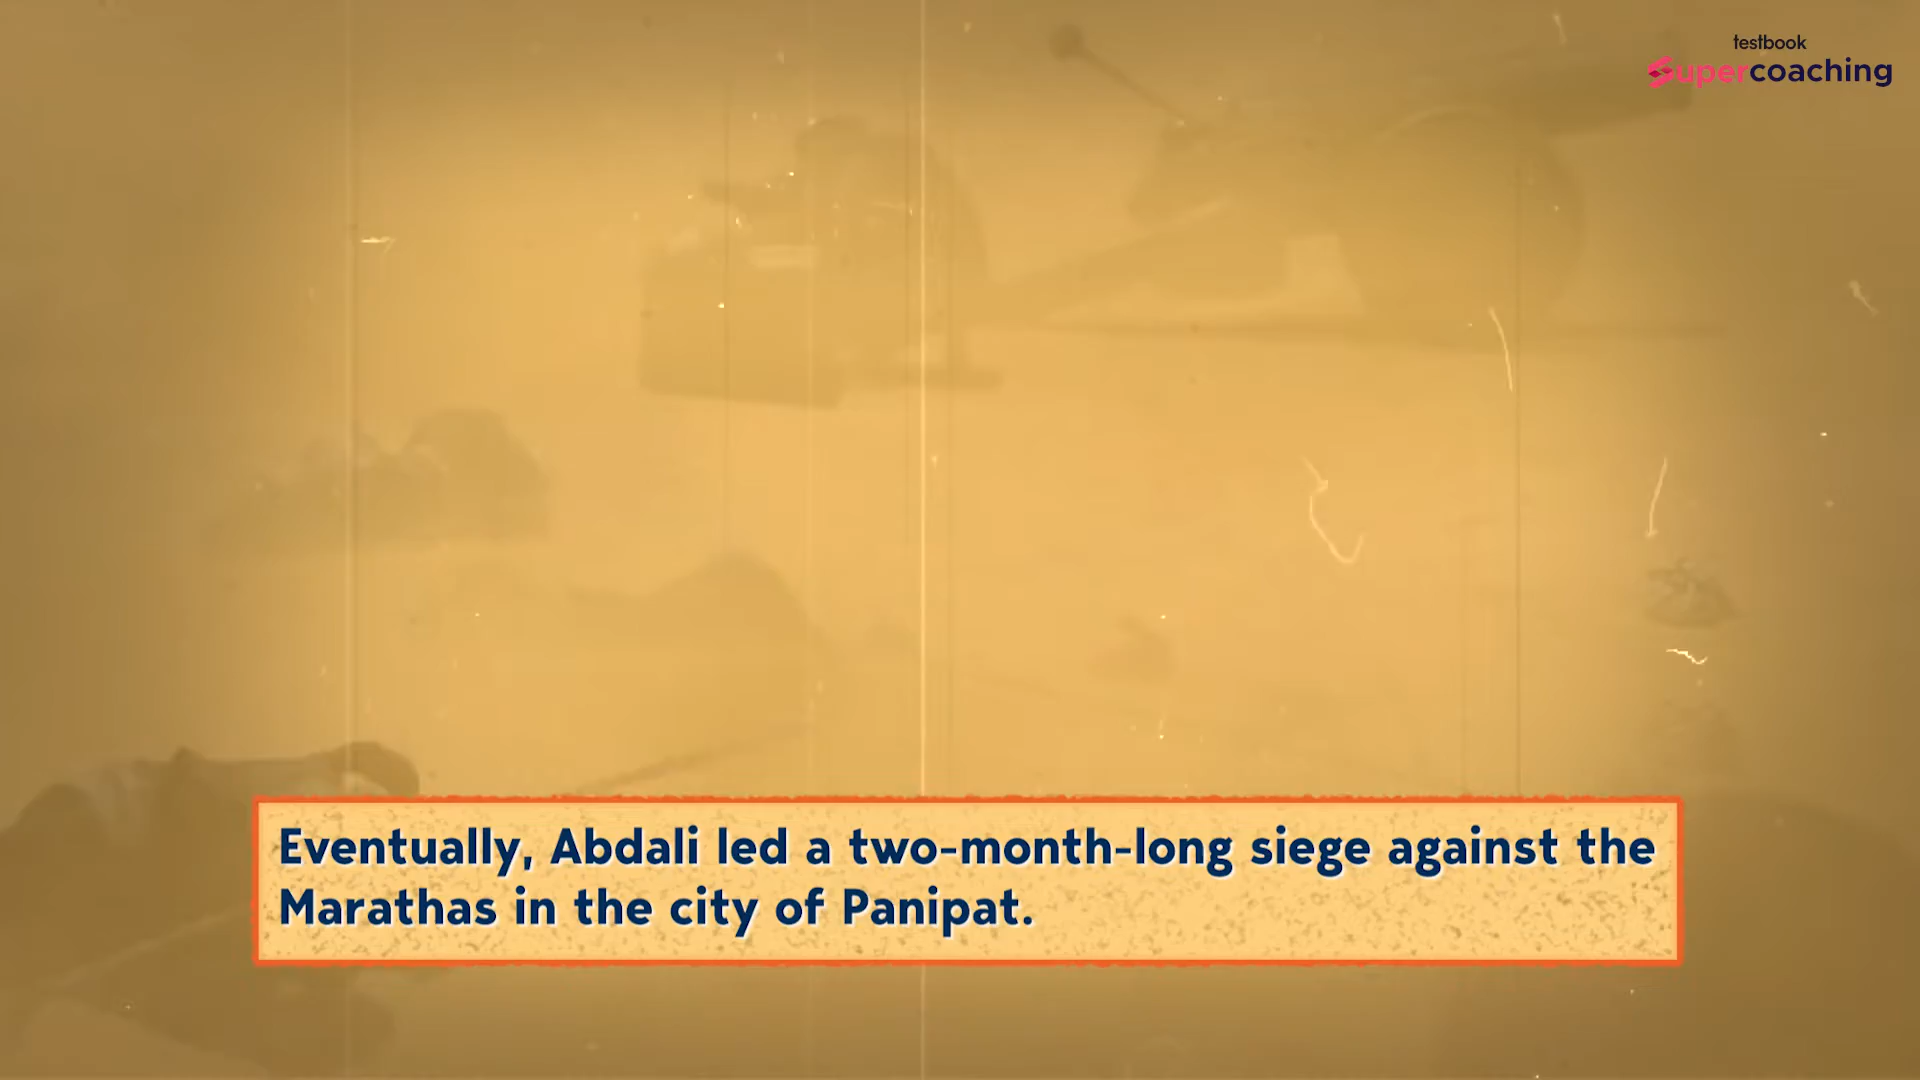 testbook
Supercoaching
Eventually, Abdali led a two-month-long siege against the
Marathas in the city of Panipat.